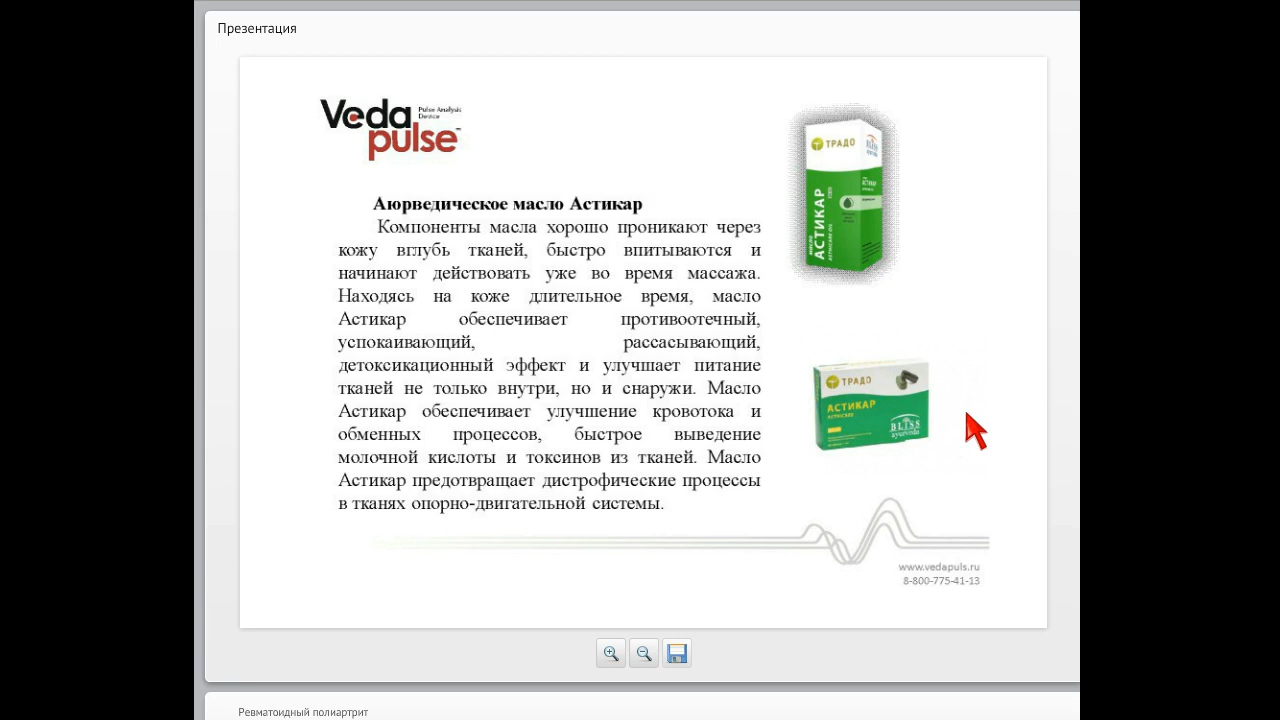 Презентация
Veda pulse
Pulse Analysis
Device
ТРАДО
АСТИКАР
Аюрведическое масло Астикар
Компоненты масла хорошо проникают через
кожу вглубь тканей, быстро впитываются и
начинают действовать уже во время массажа.
Находясь на коже длительное время, масло
Астикар обеспечивает противоотечный,
успокаивающий, рассасывающий,
детоксикационный эффект и улучшает питание
тканей не только внутри, но и снаружи. Масло
Астикар обеспечивает улучшение кровотока и
обменных процессов, быстрое выведение
молочной кислоты и токсинов из тканей. Масло
Астикар предотвращает дистрофические процессы
в тканях опорно-двигательной системы.
ТРАДО
АСТИКАР
BLISS
ayurveda
www.vedapuls.ru
8-800-775-41-13
Ревматоидный полиартрит